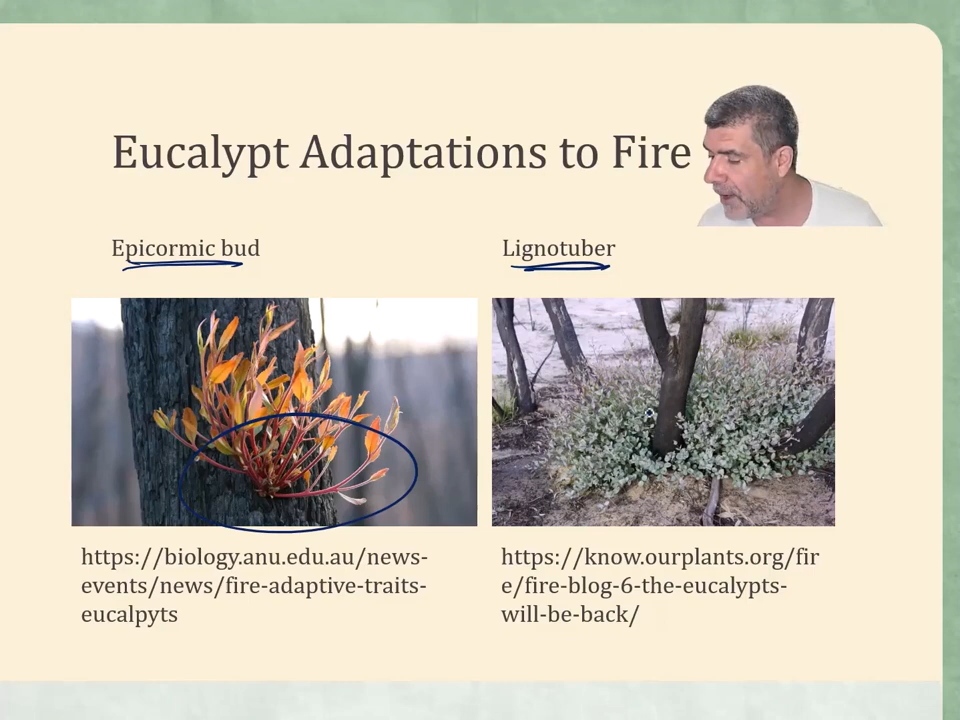 Eucalypt Adaptations to Fire
Epicormic bud
Lignotuber
https://biology.anu.edu.au/news-
events/news/fire-adaptive-traits-
eucalpyts
https://know.ourplants.org/fir
e/fire-blog-6-the-eucalypts-
will-be-back/